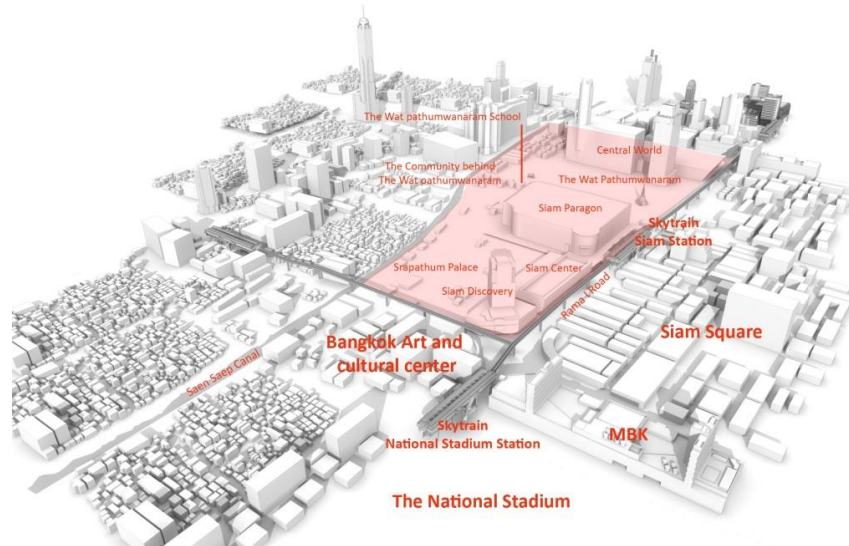 The Wat pathumwanaram School
Central World
The Community behind
The Wat pathumwanaram
The Wat Pathumwanaram
Siam Paragon
Skytrain
Siam Station
Srapathum Palace
Siam Center
Siam Discovery
Rama I Road
Siam Square
Bangkok Art and
cultural center
Saen Saep Canal
Skytrain
National Stadium Station
MBK
The National Stadium